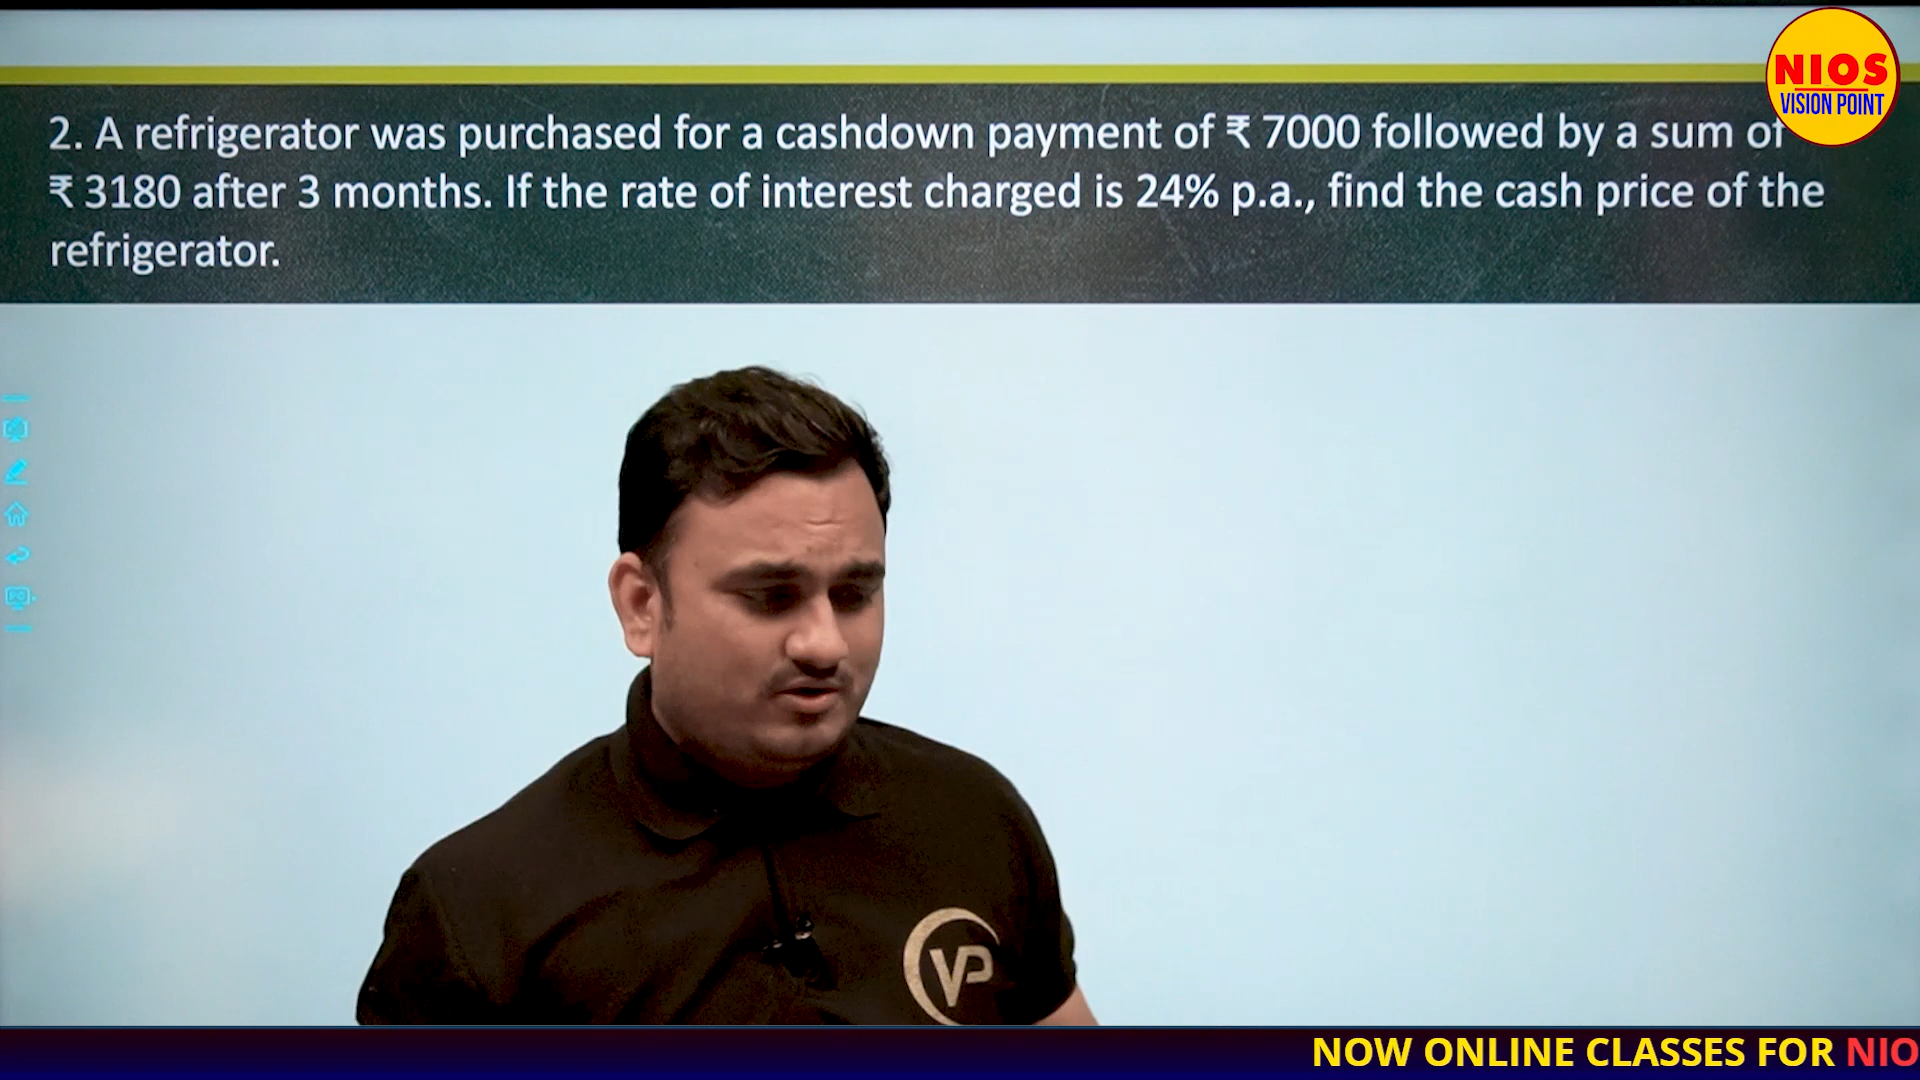 NIOS
VISION POINT
2. A refrigerator was purchased for a cashdown payment of ₹ 7000 followed by a sum of
₹ 3180 after 3 months. If the rate of interest charged is 24% p.a., find the cash price of the
refrigerator.
VP
NOW ONLINE CLASSES FOR NIO